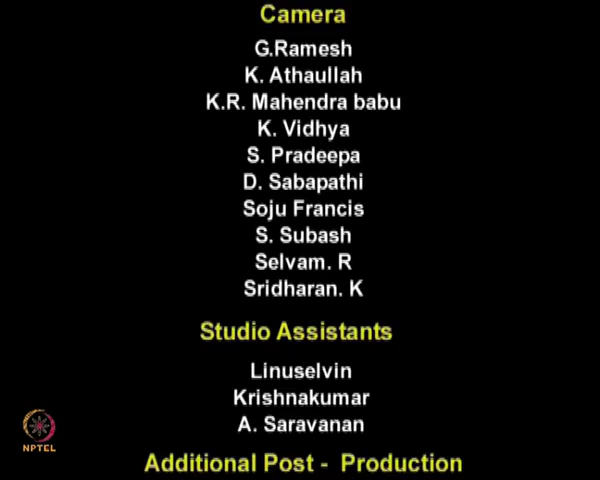 Camera
G.Ramesh
K. Athaullah
K.R. Mahendra babu
K. Vidhya
S. Pradeepa
D. Sabapathi
Soju Francis
S. Subash
Selvam. R
Sridharan. K
Studio Assistants
Linuselvin
Krishnakumar
A. Saravanan
NPTEL
Additional Post - Production